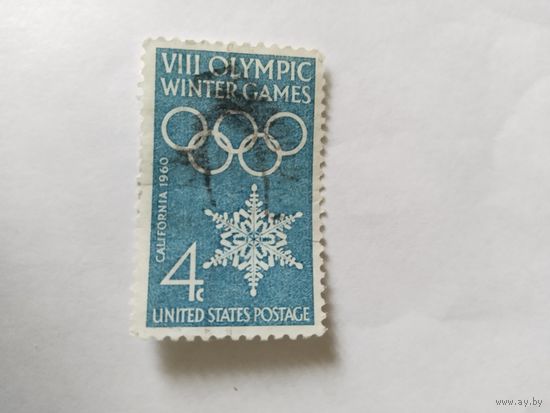 VIII OLYMPIC
WINTER GAMES
CALIFORNIA 1960
4c
UNITED STATES POSTAGE
www.ay.by